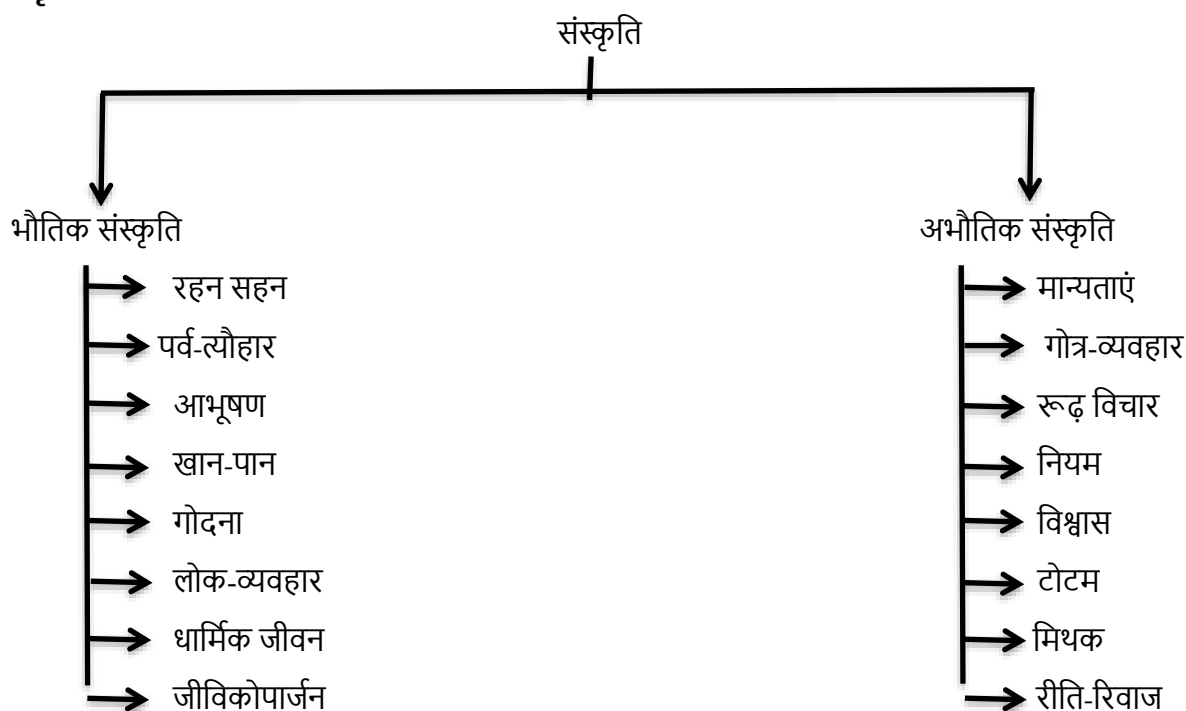 संस्कृति
भौतिक संस्कृति
रहन सहन
पर्व-त्यौहार
आभूषण
खान-पान
गोदना
लोक-व्यवहार
धार्मिक जीवन
जीविकोपार्जन
अभौतिक संस्कृति
मान्यताएं
गोत्र-व्यवहार
रूढ़ विचार
नियम
विश्वास
टोटम
मिथक
रीति-रिवाज